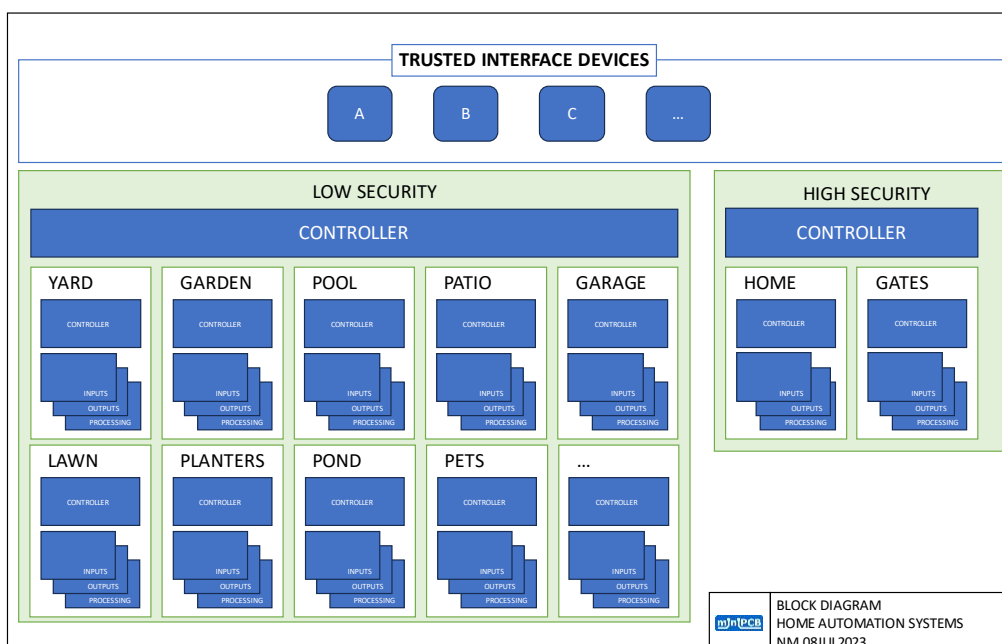 TRUSTED INTERFACE DEVICES
A B C ...
LOW SECURITY
CONTROLLER
YARD GARDEN POOL PATIO GARAGE
CONTROLLER CONTROLLER CONTROLLER CONTROLLER CONTROLLER
INPUTS INPUTS INPUTS INPUTS INPUTS
OUTPUTS OUTPUTS OUTPUTS OUTPUTS OUTPUTS
PROCESSING PROCESSING PROCESSING PROCESSING PROCESSING
LAWN PLANTERS POND PETS ...
CONTROLLER CONTROLLER CONTROLLER CONTROLLER CONTROLLER
INPUTS INPUTS INPUTS INPUTS INPUTS
OUTPUTS OUTPUTS OUTPUTS OUTPUTS OUTPUTS
PROCESSING PROCESSING PROCESSING PROCESSING PROCESSING
HIGH SECURITY
CONTROLLER
HOME GATES
CONTROLLER CONTROLLER
INPUTS INPUTS
OUTPUTS OUTPUTS
PROCESSING PROCESSING
mintPCB
BLOCK DIAGRAM
HOME AUTOMATION SYSTEMS
NM 08JUL2023